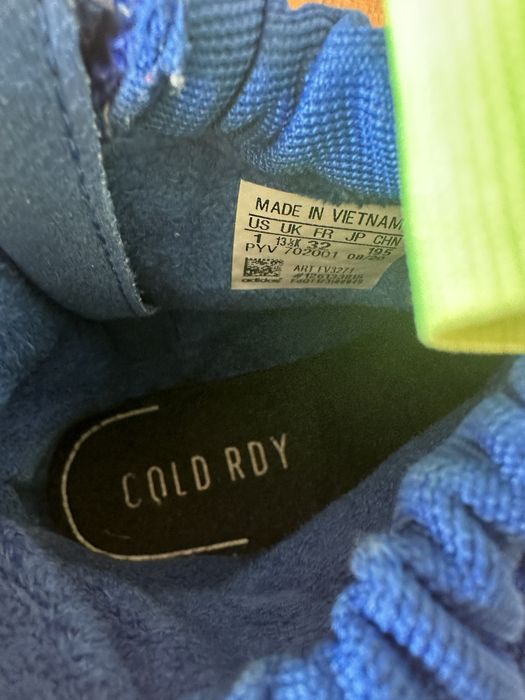 MADE IN VIETNAM
US UK FR JP CHN
1 13½K 32 195
PYV 702001
ART FV3271
adidas
COLD RDY